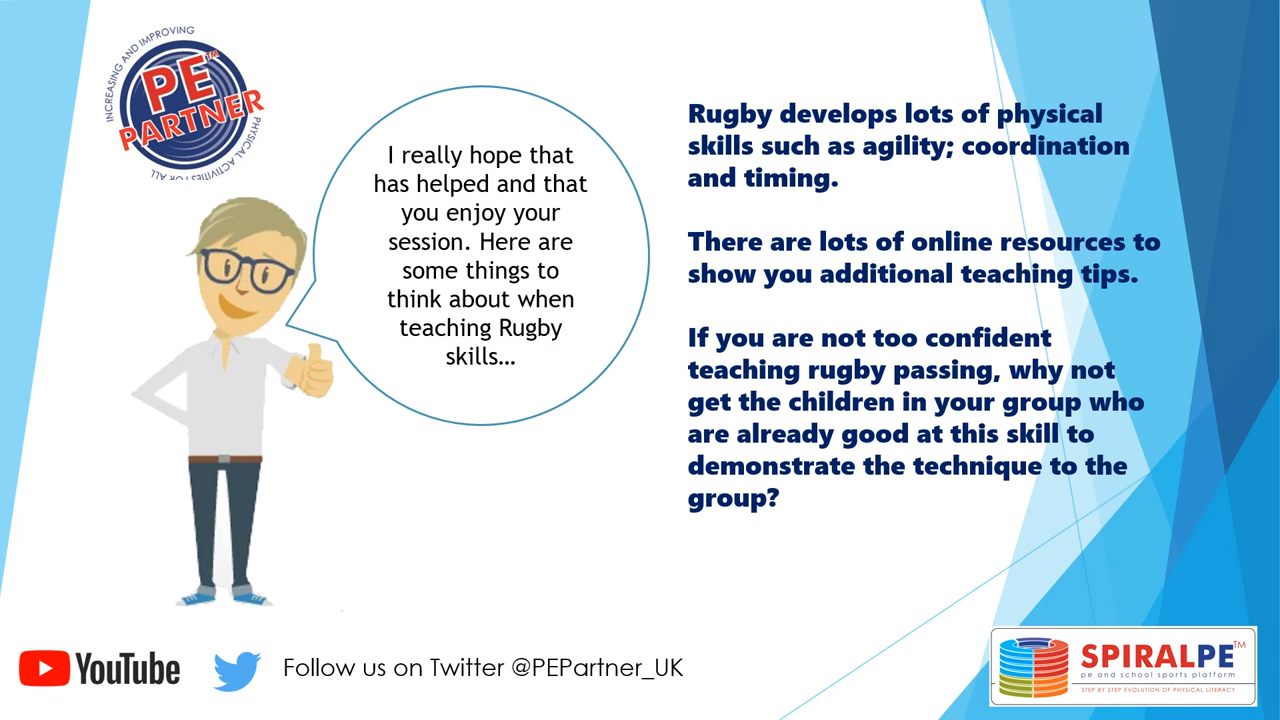 INCREASING AND IMPROVING
PE™
PARTNER
PHYSICAL ACTIVITIES FOR ALL
I really hope that
has helped and that
you enjoy your
session. Here are
some things to
think about when
teaching Rugby
skills...
Rugby develops lots of physical
skills such as agility; coordination
and timing.
There are lots of online resources to
show you additional teaching tips.
If you are not too confident
teaching rugby passing, why not
get the children in your group who
are already good at this skill to
demonstrate the technique to the
group?
YouTube
Follow us on Twitter @PEPartner_UK
SPIRALPE™
pe and school sports platform
STEP BY STEP EVOLUTION OF PHYSICAL LITERACY